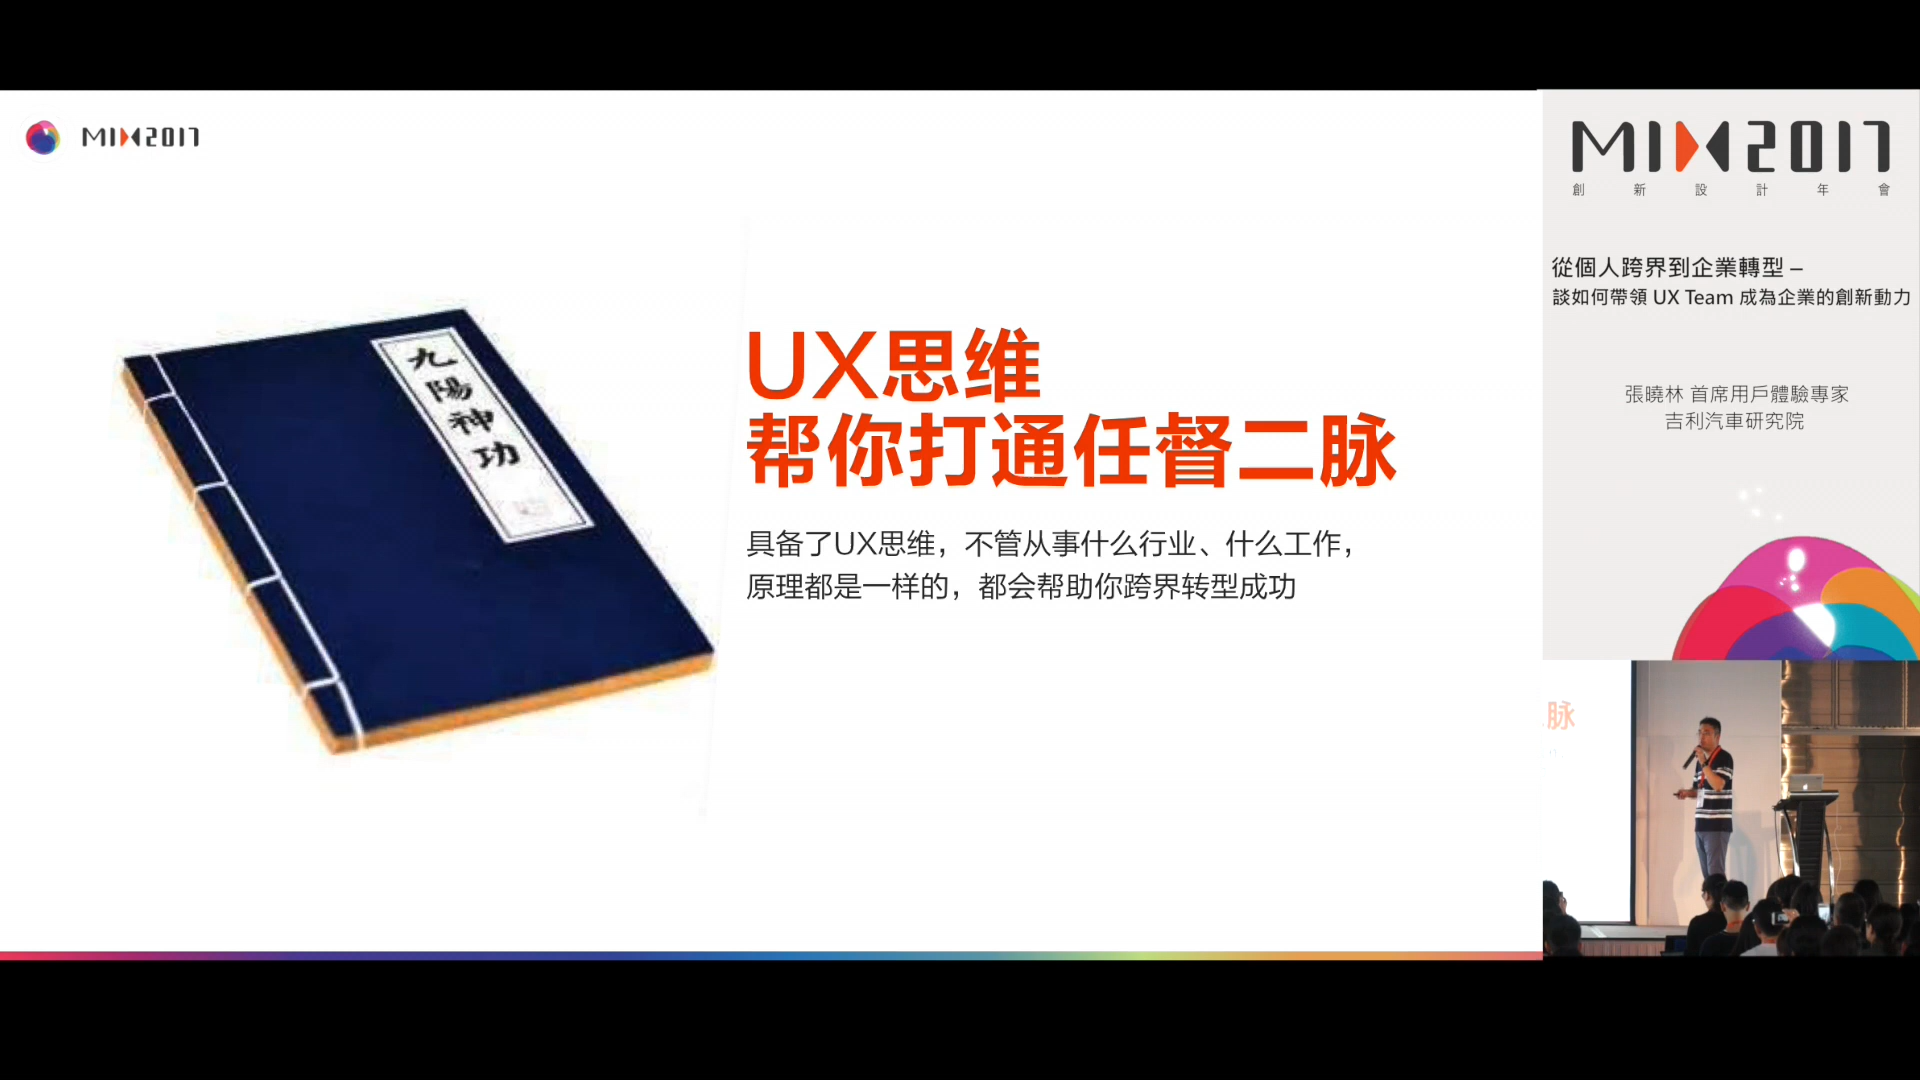 MIX2017
九陽神功
UX思维
帮你打通任督二脉
具备了UX思维，不管从事什么行业、什么工作，
原理都是一样的，都会帮助你跨界转型成功
MIX2017
創新設計年會
從個人跨界到企業轉型 –
談如何帶領 UX Team 成為企業的創新動力
張曉林 首席用戶體驗專家
吉利汽車研究院
脉